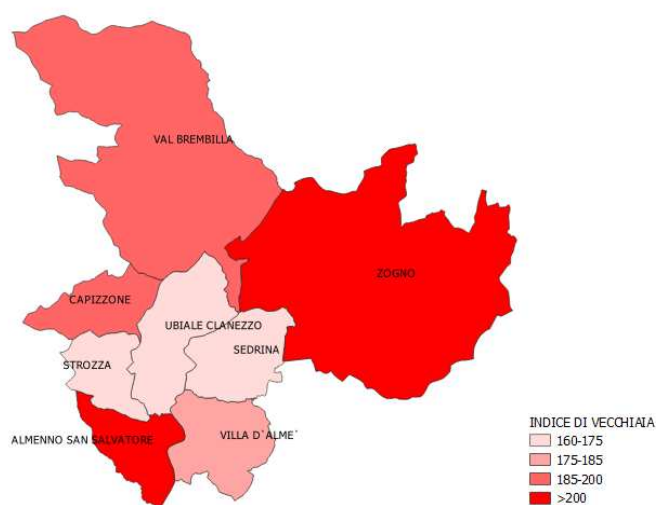 VAL BREMBILLA
ZOGNO
CAPIZZONE
UBIALE CLANEZZO
SEDRINA
STROZZA
ALMENNO SAN SALVATORE
VILLA D`ALME`
INDICE DI VECCHIAIA
160-175
175-185
185-200
>200